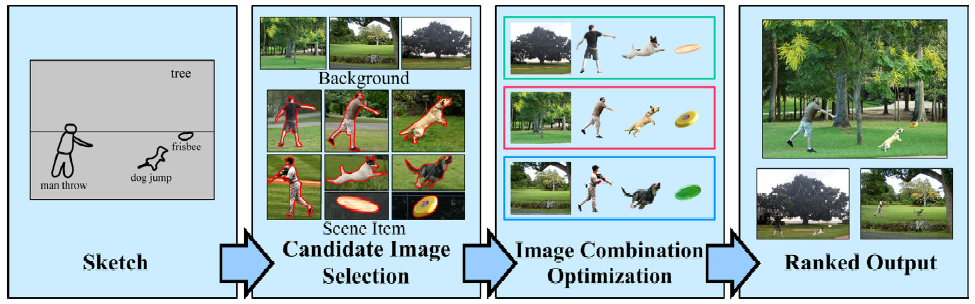 tree
frisbee
man throw
dog jump
Sketch
Background
Scene Item
Candidate Image
Selection
Image Combination
Optimization
Ranked Output